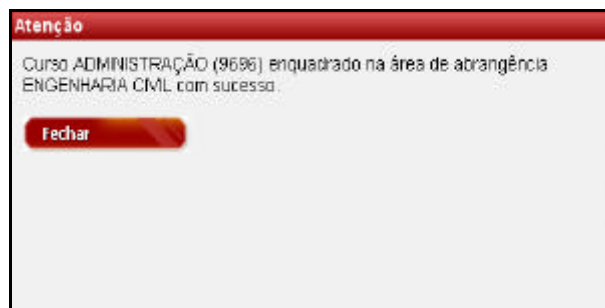 Atenção
Curso ADMINISTRAÇÃO (9696) enquadrado na área de abrangência
ENGENHARIA CIVIL com sucesso.
Fechar